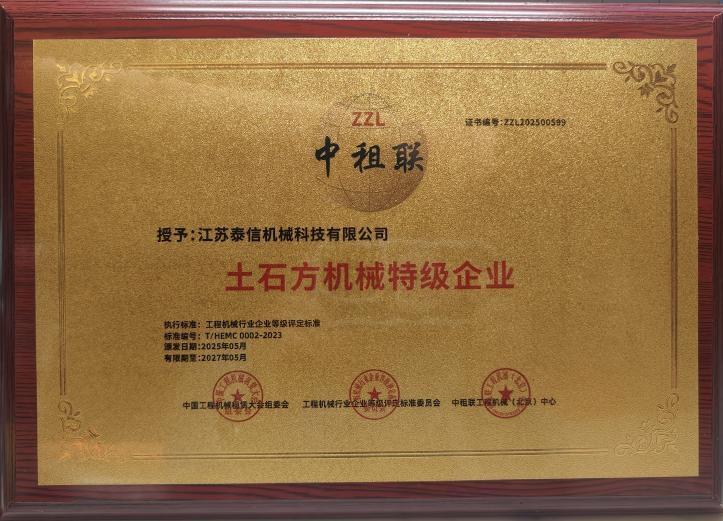 ZZL
证书编号:ZZL202500599
中租联
授予:江苏泰信机械科技有限公司
土石方机械特级企业
执行标准: 工程机械行业企业等级评定标准
标准编号: T/HEMC 0002-2023
颁发日期:2025年05月
有限期至:2027年05月
中国工程机械租赁大会组委会 工程机械行业企业等级评定标准委员会 中租联工程机械（北京）中心